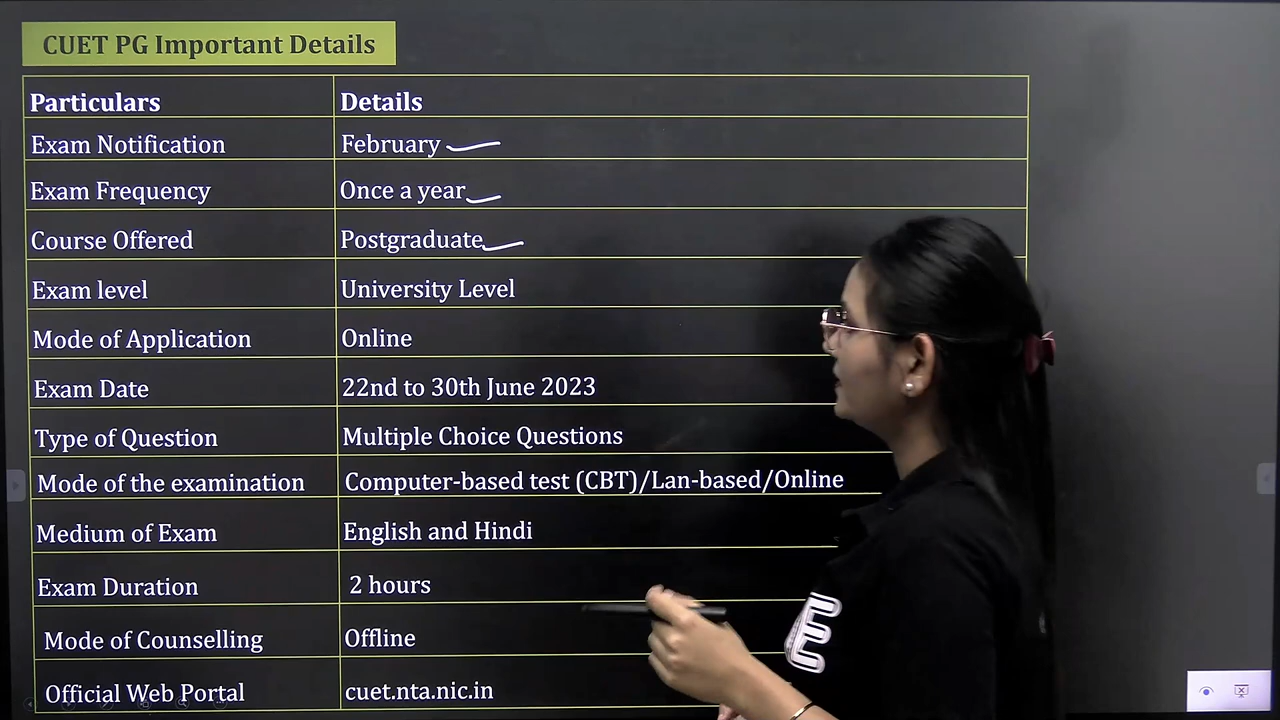 CUET PG Important Details
Particulars Details
Exam Notification February
Exam Frequency Once a year
Course Offered Postgraduate
Exam level University Level
Mode of Application Online
Exam Date 22nd to 30th June 2023
Type of Question Multiple Choice Questions
Mode of the examination Computer-based test (CBT)/Lan-based/Online
Medium of Exam English and Hindi
Exam Duration 2 hours
Mode of Counselling Offline
Official Web Portal cuet.nta.nic.in
E